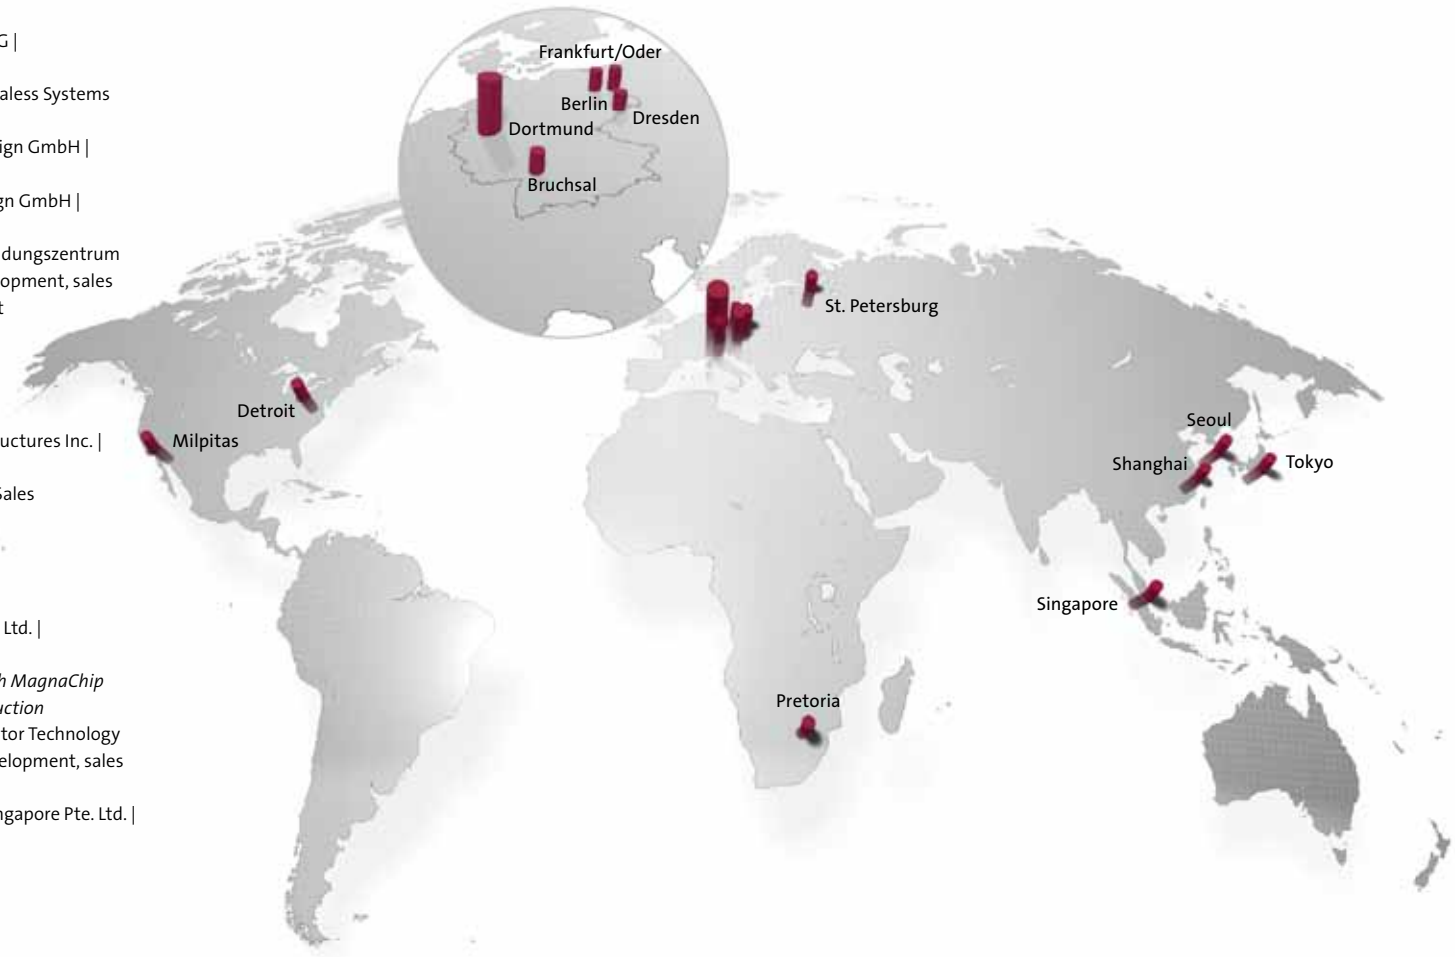 G |
aless Systems
ign GmbH |
gn GmbH |
dungszentrum
opment, sales
t
uctures Inc. |
Sales
Ltd. |
h MagnaChip
uction
tor Technology
elopment, sales
ngapore Pte. Ltd. |
Frankfurt/Oder
Berlin
Dresden
Dortmund
Bruchsal
St. Petersburg
Detroit
Milpitas
Seoul
Shanghai
Tokyo
Singapore
Pretoria